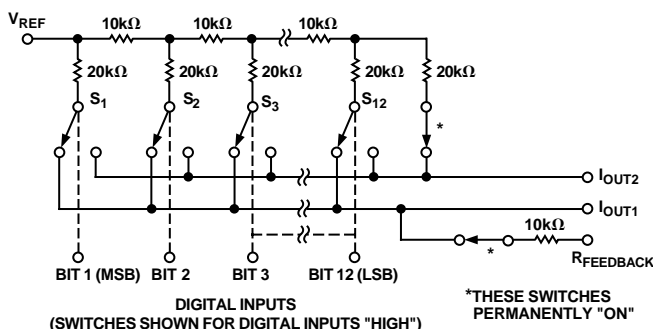 VREF
10kΩ
10kΩ
10kΩ
20kΩ
20kΩ
20kΩ
20kΩ
20kΩ
S1
S2
S3
S12
*
IOUT2
IOUT1
10kΩ
*
RFEEDBACK
BIT 1 (MSB)
BIT 2
BIT 3
BIT 12 (LSB)
DIGITAL INPUTS
(SWITCHES SHOWN FOR DIGITAL INPUTS "HIGH")
*THESE SWITCHES
PERMANENTLY "ON"